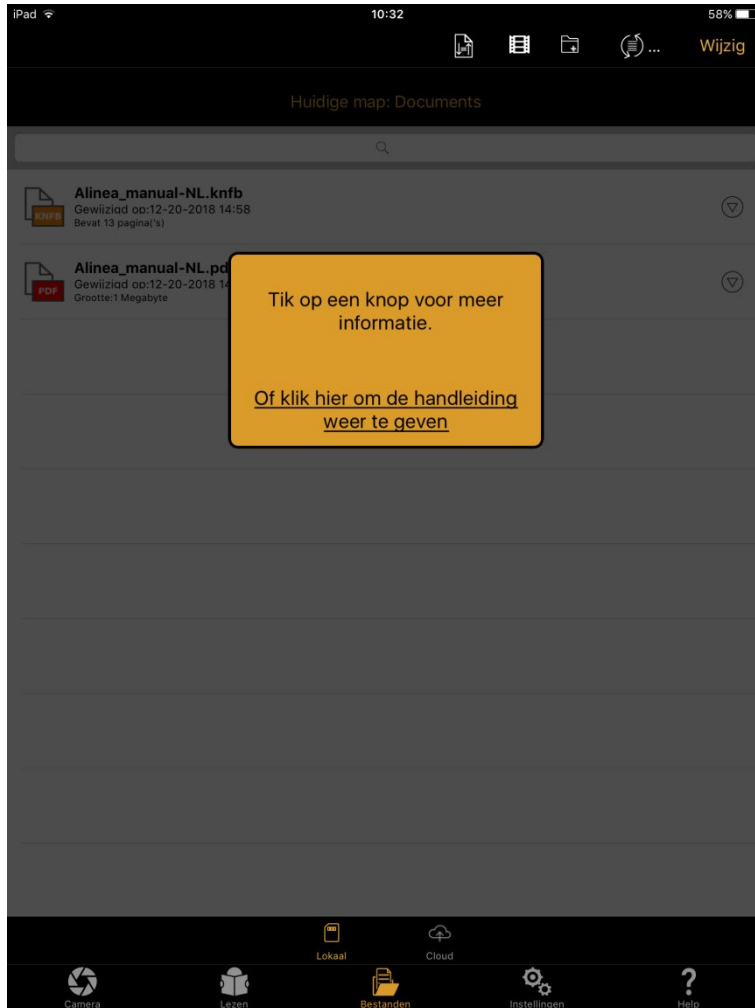 iPad 10:32 58%
... Wijzig
Huidige map: Documents
Alinea_manual-NL.knfb
Gewijzigd op:12-20-2018 14:58
Bevat 13 pagina('s)
KNFB
Alinea_manual-NL.pd
Gewijzigd op:12-20-2018 14
Grootte:1 Megabyte
PDF
Tik op een knop voor meer
informatie.
Of klik hier om de handleiding
weer te geven
Lokaal Cloud
Camera Lezen Bestanden Instellingen Help